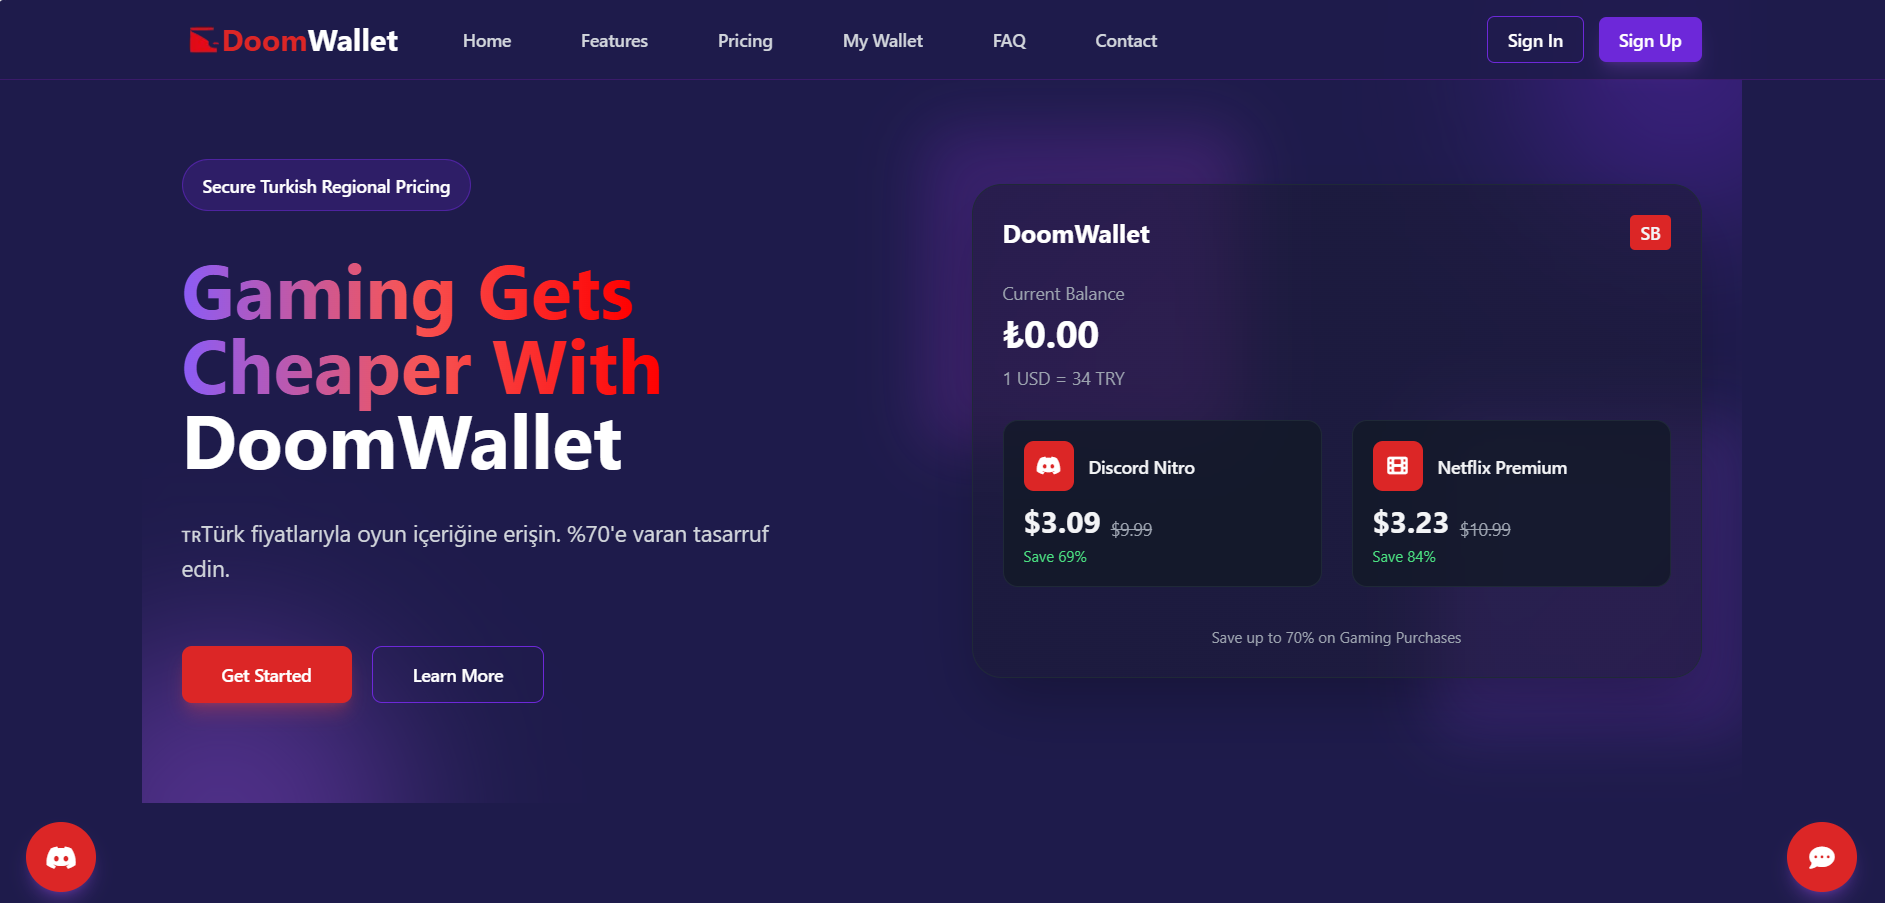 DoomWallet
Home
Features
Pricing
My Wallet
FAQ
Contact
Sign In
Sign Up
Secure Turkish Regional Pricing
Gaming Gets
Cheaper With
DoomWallet
TRTürk fiyatlarıyla oyun içeriğine erişin. %70'e varan tasarruf
edin.
Get Started
Learn More
DoomWallet
SB
Current Balance
₺0.00
1 USD = 34 TRY
Discord Nitro
$3.09 $9.99
Save 69%
Netflix Premium
$3.23 $10.99
Save 84%
Save up to 70% on Gaming Purchases